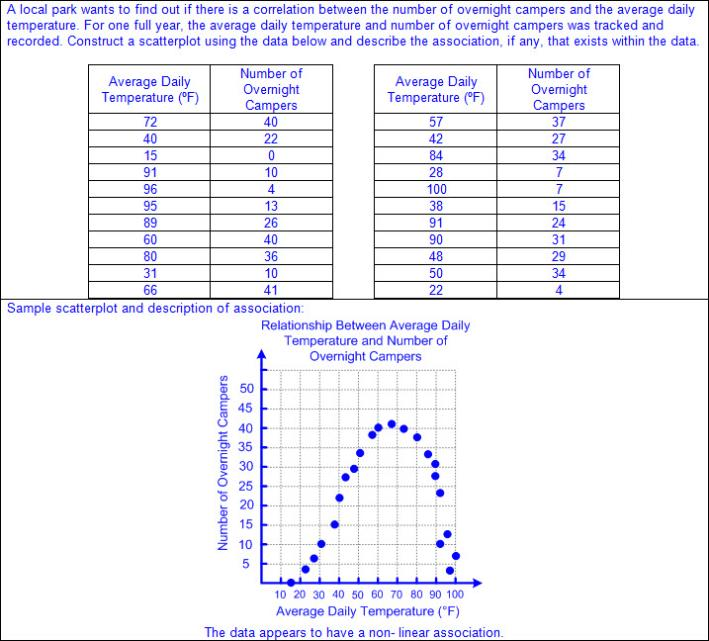 A local park wants to find out if there is a correlation between the number of overnight campers and the average daily
temperature. For one full year, the average daily temperature and number of overnight campers was tracked and
recorded. Construct a scatterplot using the data below and describe the association, if any, that exists within the data.
Average Daily Temperature (ºF) Number of Overnight Campers
72 40
40 22
15 0
91 10
96 4
95 13
89 26
60 40
80 36
31 10
66 41
Average Daily Temperature (ºF) Number of Overnight Campers
57 37
42 27
84 34
28 7
100 7
38 15
91 24
90 31
48 29
50 34
22 4
Sample scatterplot and description of association:
Relationship Between Average Daily
Temperature and Number of
Overnight Campers
Number of Overnight Campers
50
45
40
35
30
25
20
15
10
5
10 20 30 40 50 60 70 80 90 100
Average Daily Temperature (°F)
The data appears to have a non- linear association.